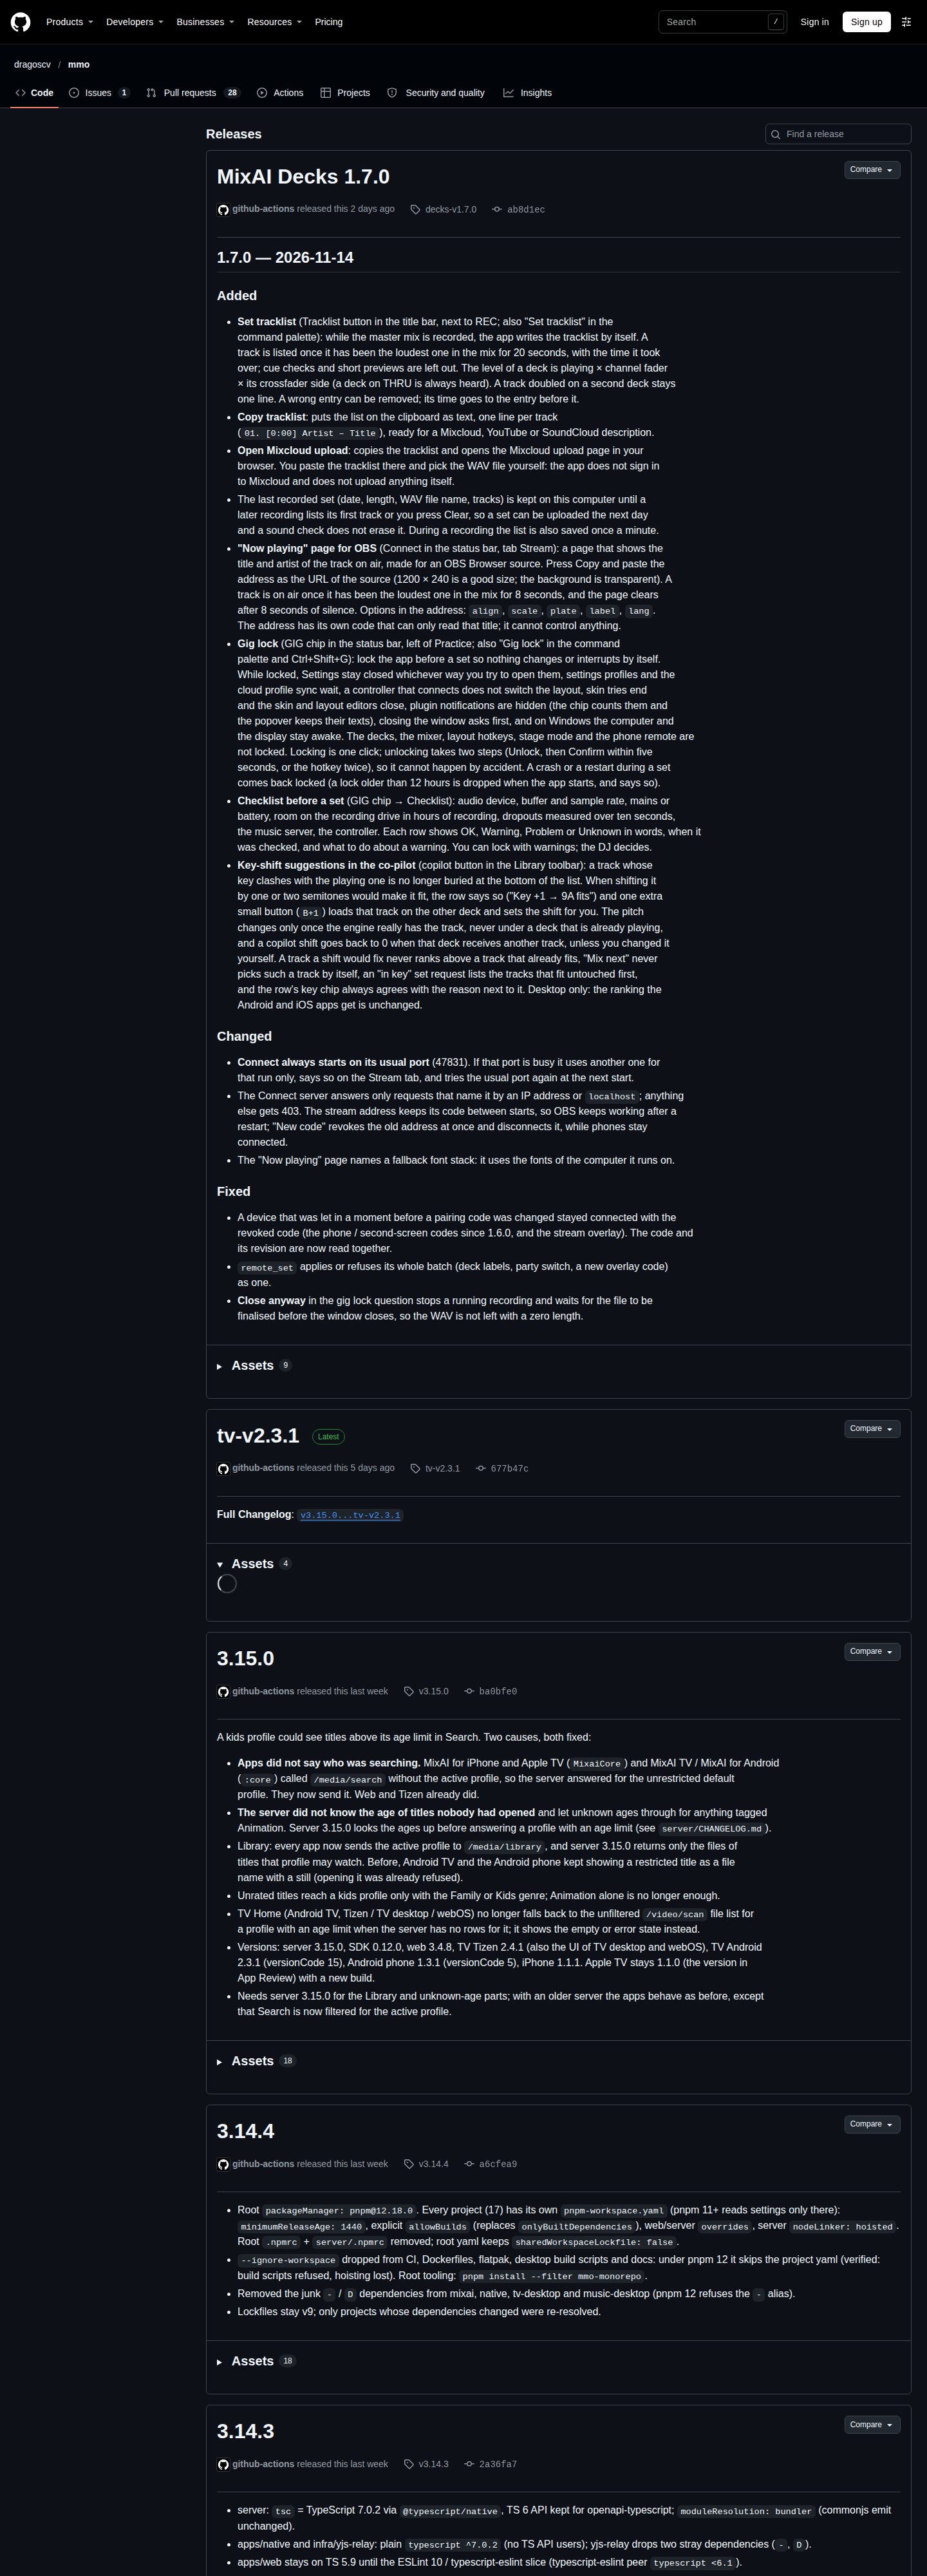 Products Developers Businesses Resources Pricing Search / Sign in Sign up
dragoscv / mmo
Code Issues 1 Pull requests 28 Actions Projects Security and quality Insights
Releases Find a release
MixAI Decks 1.7.0 Compare
github-actions released this 2 days ago decks-v1.7.0 ab8d1ec
1.7.0 — 2026-11-14
Added
Set tracklist (Tracklist button in the title bar, next to REC; also "Set tracklist" in the
command palette): while the master mix is recorded, the app writes the tracklist by itself. A
track is listed once it has been the loudest one in the mix for 20 seconds, with the time it took
over; cue checks and short previews are left out. The level of a deck is playing × channel fader
× its crossfader side (a deck on THRU is always heard). A track doubled on a second deck stays
one line. A wrong entry can be removed; its time goes to the entry before it.
Copy tracklist: puts the list on the clipboard as text, one line per track
(01. [0:00] Artist – Title), ready for a Mixcloud, YouTube or SoundCloud description.
Open Mixcloud upload: copies the tracklist and opens the Mixcloud upload page in your
browser. You paste the tracklist there and pick the WAV file yourself: the app does not sign in
to Mixcloud and does not upload anything itself.
The last recorded set (date, length, WAV file name, tracks) is kept on this computer until a
later recording lists its first track or you press Clear, so a set can be uploaded the next day
and a sound check does not erase it. During a recording the list is also saved once a minute.
"Now playing" page for OBS (Connect in the status bar, tab Stream): a page that shows the
title and artist of the track on air, made for an OBS Browser source. Press Copy and paste the
address as the URL of the source (1200 × 240 is a good size; the background is transparent). A
track is on air once it has been the loudest one in the mix for 8 seconds, and the page clears
after 8 seconds of silence. Options in the address: align, scale, plate, label, lang.
The address has its own code that can only read that title; it cannot control anything.
Gig lock (GIG chip in the status bar, left of Practice; also "Gig lock" in the command
palette and Ctrl+Shift+G): lock the app before a set so nothing changes or interrupts by itself.
While locked, Settings stay closed whichever way you try to open them, settings profiles and the
cloud profile sync wait, a controller that connects does not switch the layout, skin tries end
and the skin and layout editors close, plugin notifications are hidden (the chip counts them and
the popover keeps their texts), closing the window asks first, and on Windows the computer and
the display stay awake. The decks, the mixer, layout hotkeys, stage mode and the phone remote are
not locked. Locking is one click; unlocking takes two steps (Unlock, then Confirm within five
seconds, or the hotkey twice), so it cannot happen by accident. A crash or a restart during a set
comes back locked (a lock older than 12 hours is dropped when the app starts, and says so).
Checklist before a set (GIG chip → Checklist): audio device, buffer and sample rate, mains or
battery, room on the recording drive in hours of recording, dropouts measured over ten seconds,
the music server, the controller. Each row shows OK, Warning, Problem or Unknown in words, when it
was checked, and what to do about a warning. You can lock with warnings; the DJ decides.
Key-shift suggestions in the co-pilot (copilot button in the Library toolbar): a track whose
key clashes with the playing one is no longer buried at the bottom of the list. When shifting it
by one or two semitones would make it fit, the row says so ("Key +1 → 9A fits") and one extra
small button (B+1) loads that track on the other deck and sets the shift for you. The pitch
changes only once the engine really has the track, never under a deck that is already playing,
and a copilot shift goes back to 0 when that deck receives another track, unless you changed it
yourself. A track a shift would fix never ranks above a track that already fits, "Mix next" never
picks such a track by itself, an "in key" set request lists the tracks that fit untouched first,
and the row's key chip always agrees with the reason next to it. Desktop only: the ranking the
Android and iOS apps get is unchanged.
Changed
Connect always starts on its usual port (47831). If that port is busy it uses another one for
that run only, says so on the Stream tab, and tries the usual port again at the next start.
The Connect server answers only requests that name it by an IP address or localhost; anything
else gets 403. The stream address keeps its code between starts, so OBS keeps working after a
restart; "New code" revokes the old address at once and disconnects it, while phones stay
connected.
The "Now playing" page names a fallback font stack: it uses the fonts of the computer it runs on.
Fixed
A device that was let in a moment before a pairing code was changed stayed connected with the
revoked code (the phone / second-screen codes since 1.6.0, and the stream overlay). The code and
its revision are now read together.
remote_set applies or refuses its whole batch (deck labels, party switch, a new overlay code)
as one.
Close anyway in the gig lock question stops a running recording and waits for the file to be
finalised before the window closes, so the WAV is not left with a zero length.
Assets 9
tv-v2.3.1 Latest Compare
github-actions released this 5 days ago tv-v2.3.1 677b47c
Full Changelog: v3.15.0...tv-v2.3.1
Assets 4
3.15.0 Compare
github-actions released this last week v3.15.0 ba0bfe0
A kids profile could see titles above its age limit in Search. Two causes, both fixed:
Apps did not say who was searching. MixAI for iPhone and Apple TV (MixaiCore) and MixAI TV / MixAI for Android
(:core) called /media/search without the active profile, so the server answered for the unrestricted default
profile. They now send it. Web and Tizen already did.
The server did not know the age of titles nobody had opened and let unknown ages through for anything tagged
Animation. Server 3.15.0 looks the ages up before answering a profile with an age limit (see server/CHANGELOG.md).
Library: every app now sends the active profile to /media/library, and server 3.15.0 returns only the files of
titles that profile may watch. Before, Android TV and the Android phone kept showing a restricted title as a file
name with a still (opening it was already refused).
Unrated titles reach a kids profile only with the Family or Kids genre; Animation alone is no longer enough.
TV Home (Android TV, Tizen / TV desktop / webOS) no longer falls back to the unfiltered /video/scan file list for
a profile with an age limit when the server has no rows for it; it shows the empty or error state instead.
Versions: server 3.15.0, SDK 0.12.0, web 3.4.8, TV Tizen 2.4.1 (also the UI of TV desktop and webOS), TV Android
2.3.1 (versionCode 15), Android phone 1.3.1 (versionCode 5), iPhone 1.1.1. Apple TV stays 1.1.0 (the version in
App Review) with a new build.
Needs server 3.15.0 for the Library and unknown-age parts; with an older server the apps behave as before, except
that Search is now filtered for the active profile.
Assets 18
3.14.4 Compare
github-actions released this last week v3.14.4 a6cfea9
Root packageManager: pnpm@12.18.0. Every project (17) has its own pnpm-workspace.yaml (pnpm 11+ reads settings only there):
minimumReleaseAge: 1440, explicit allowBuilds (replaces onlyBuiltDependencies), web/server overrides, server nodeLinker: hoisted.
Root .npmrc + server/.npmrc removed; root yaml keeps sharedWorkspaceLockfile: false.
--ignore-workspace dropped from CI, Dockerfiles, flatpak, desktop build scripts and docs: under pnpm 12 it skips the project yaml (verified:
build scripts refused, hoisting lost). Root tooling: pnpm install --filter mmo-monorepo.
Removed the junk - / D dependencies from mixai, native, tv-desktop and music-desktop (pnpm 12 refuses the - alias).
Lockfiles stay v9; only projects whose dependencies changed were re-resolved.
Assets 18
3.14.3 Compare
github-actions released this last week v3.14.3 2a36fa7
server: tsc = TypeScript 7.0.2 via @typescript/native, TS 6 API kept for openapi-typescript; moduleResolution: bundler (commonjs emit
unchanged).
apps/native and infra/yjs-relay: plain typescript ^7.0.2 (no TS API users); yjs-relay drops two stray dependencies (-, D).
apps/web stays on TS 5.9 until the ESLint 10 / typescript-eslint slice (typescript-eslint peer typescript <6.1).